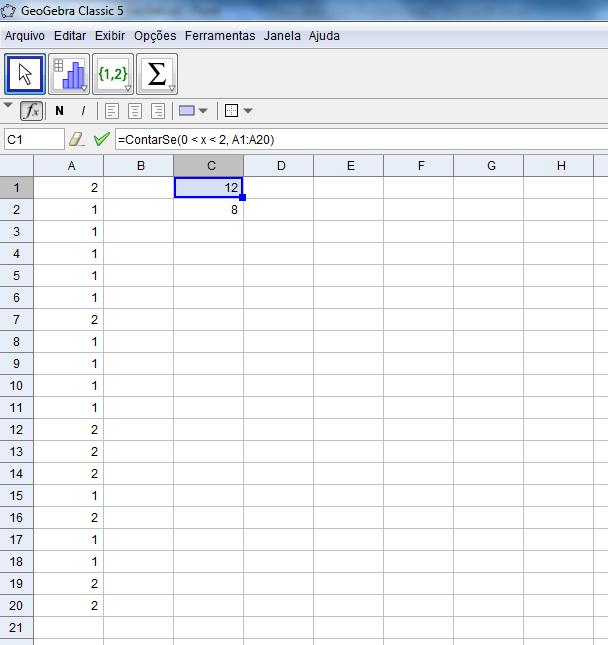 GeoGebra Classic 5
Arquivo Editar Exibir Opções Ferramentas Janela Ajuda
{1,2} Σ
fx N I
C1 =ContarSe(0 < x < 2, A1:A20)
A B C D E F G H
1 2 12
2 1 8
3 1
4 1
5 1
6 1
7 2
8 1
9 1
10 1
11 1
12 2
13 2
14 2
15 1
16 2
17 1
18 1
19 2
20 2
21